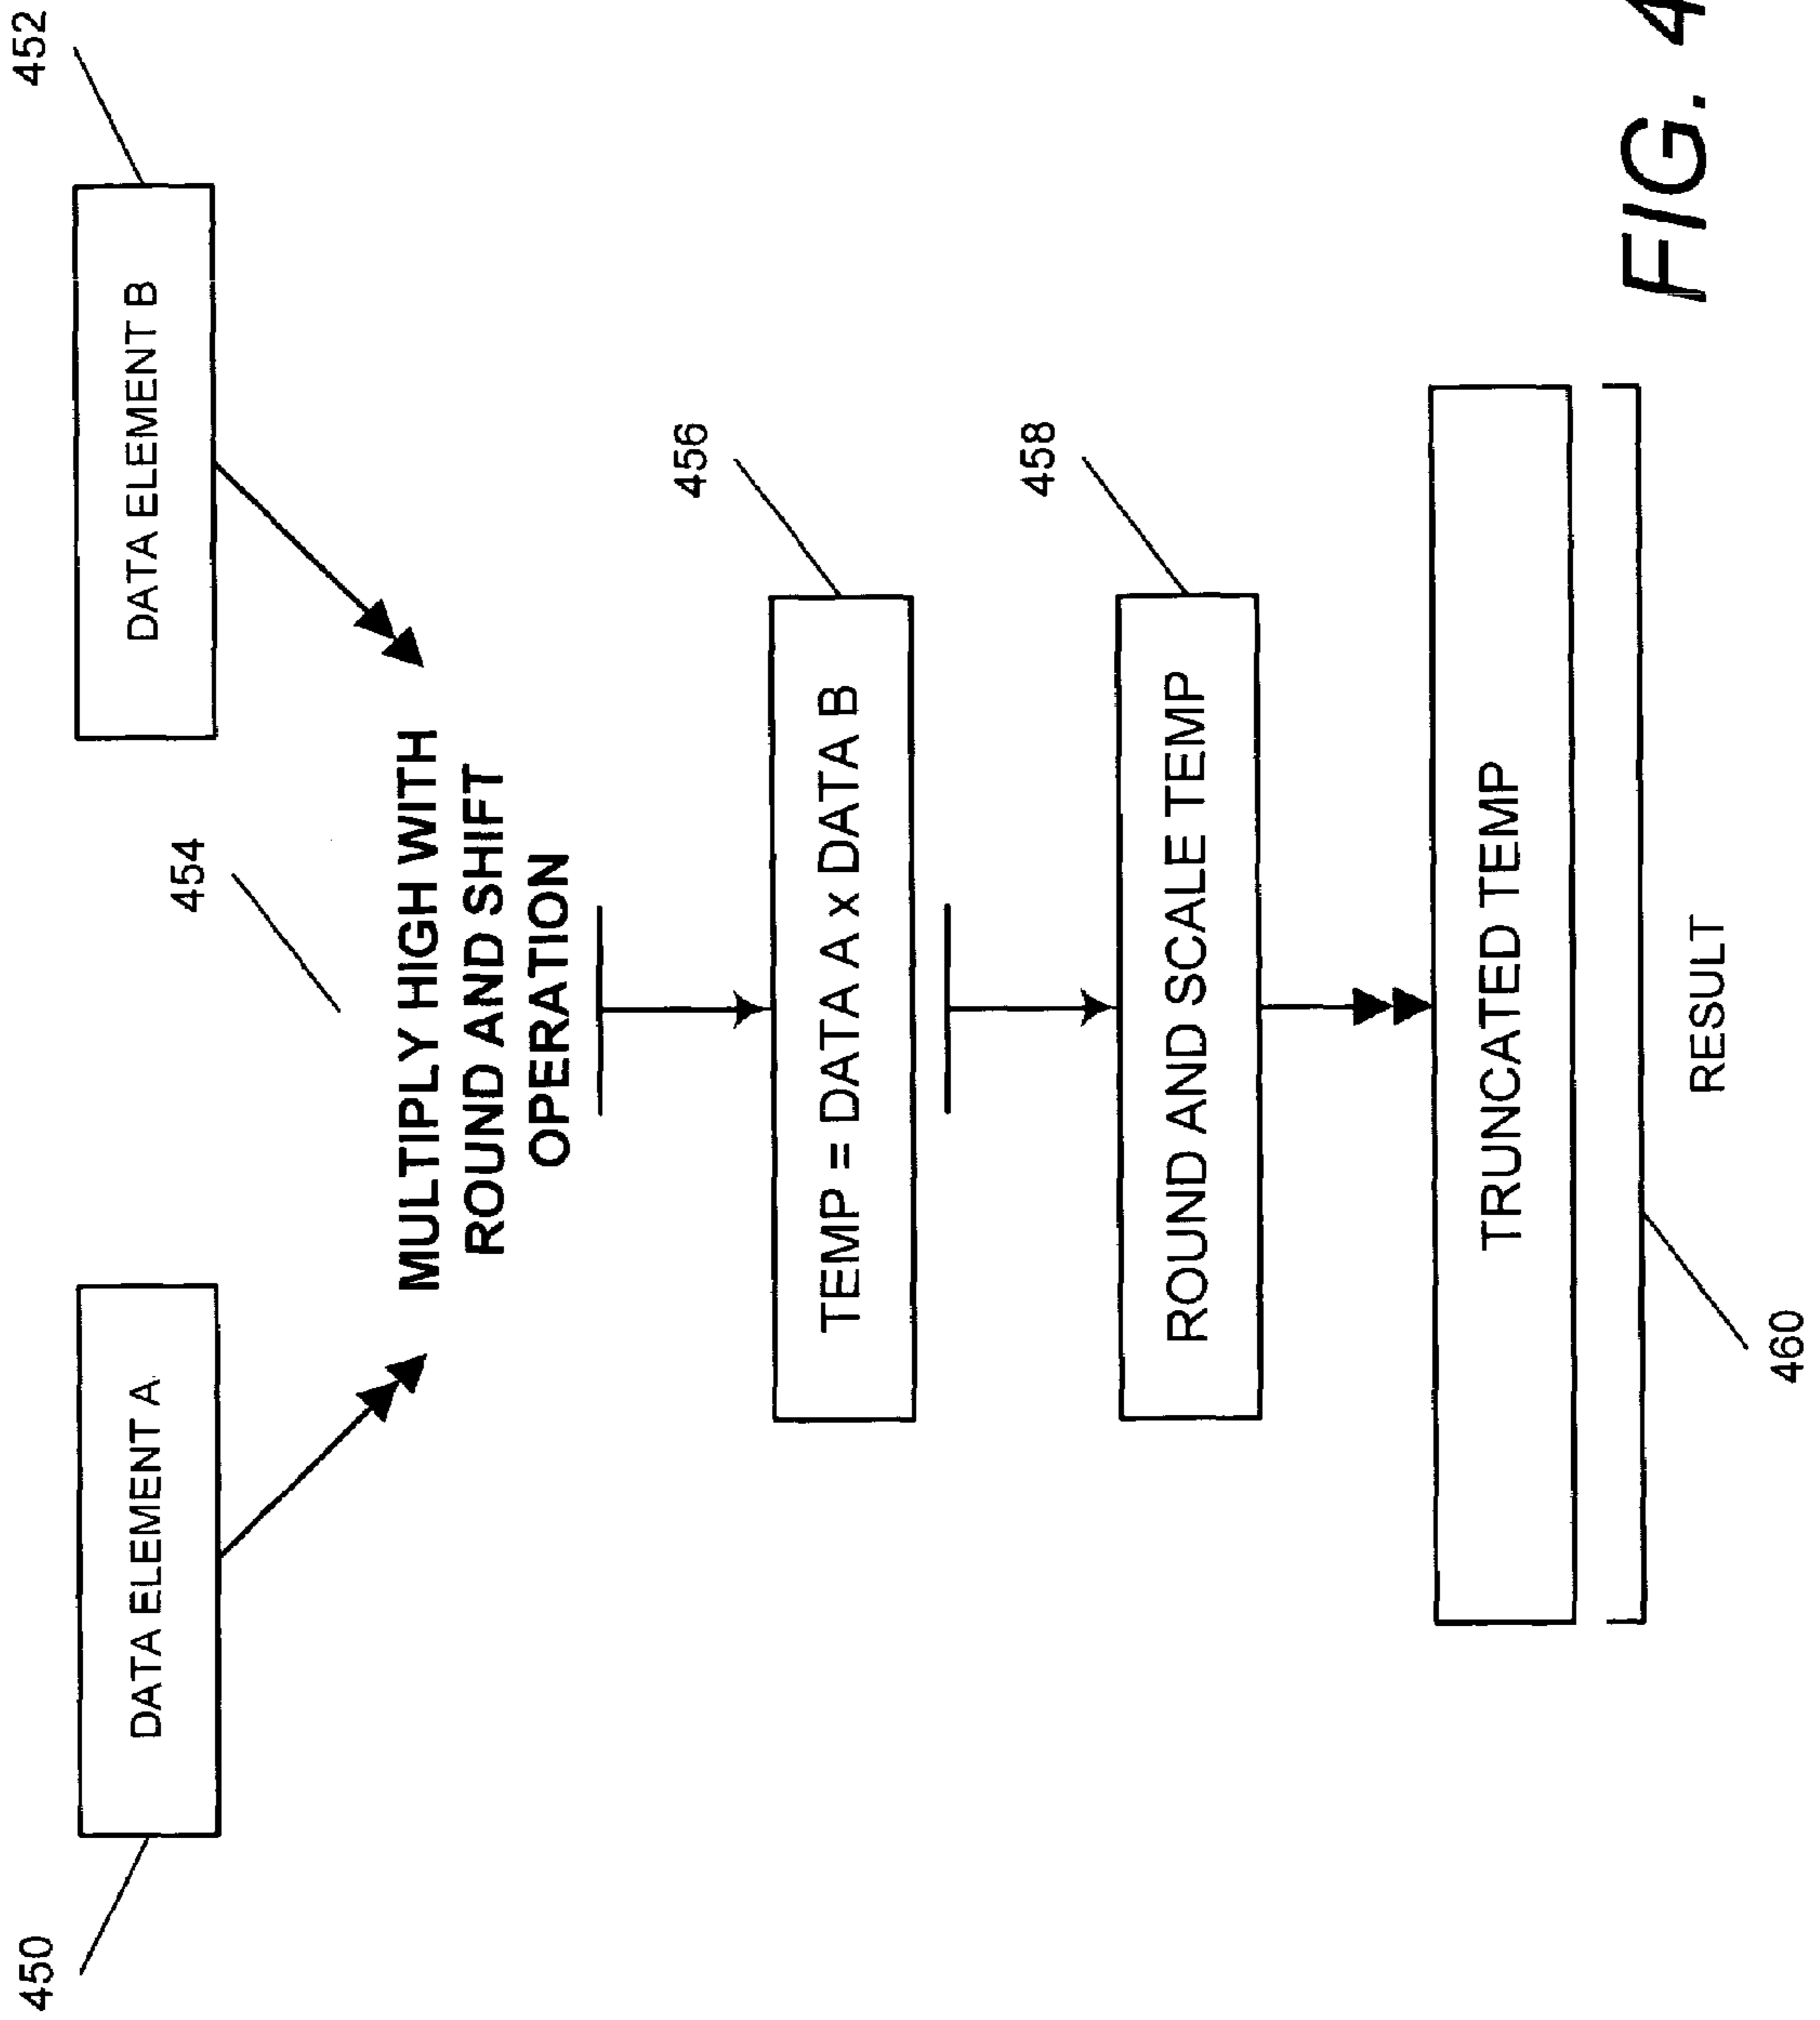 450
452
DATA ELEMENT A
DATA ELEMENT B
454
MULTIPLY HIGH WITH
ROUND AND SHIFT
OPERATION
456
TEMP = DATA A x DATA B
458
ROUND AND SCALE TEMP
TRUNCATED TEMP
460
RESULT
FIG. 4